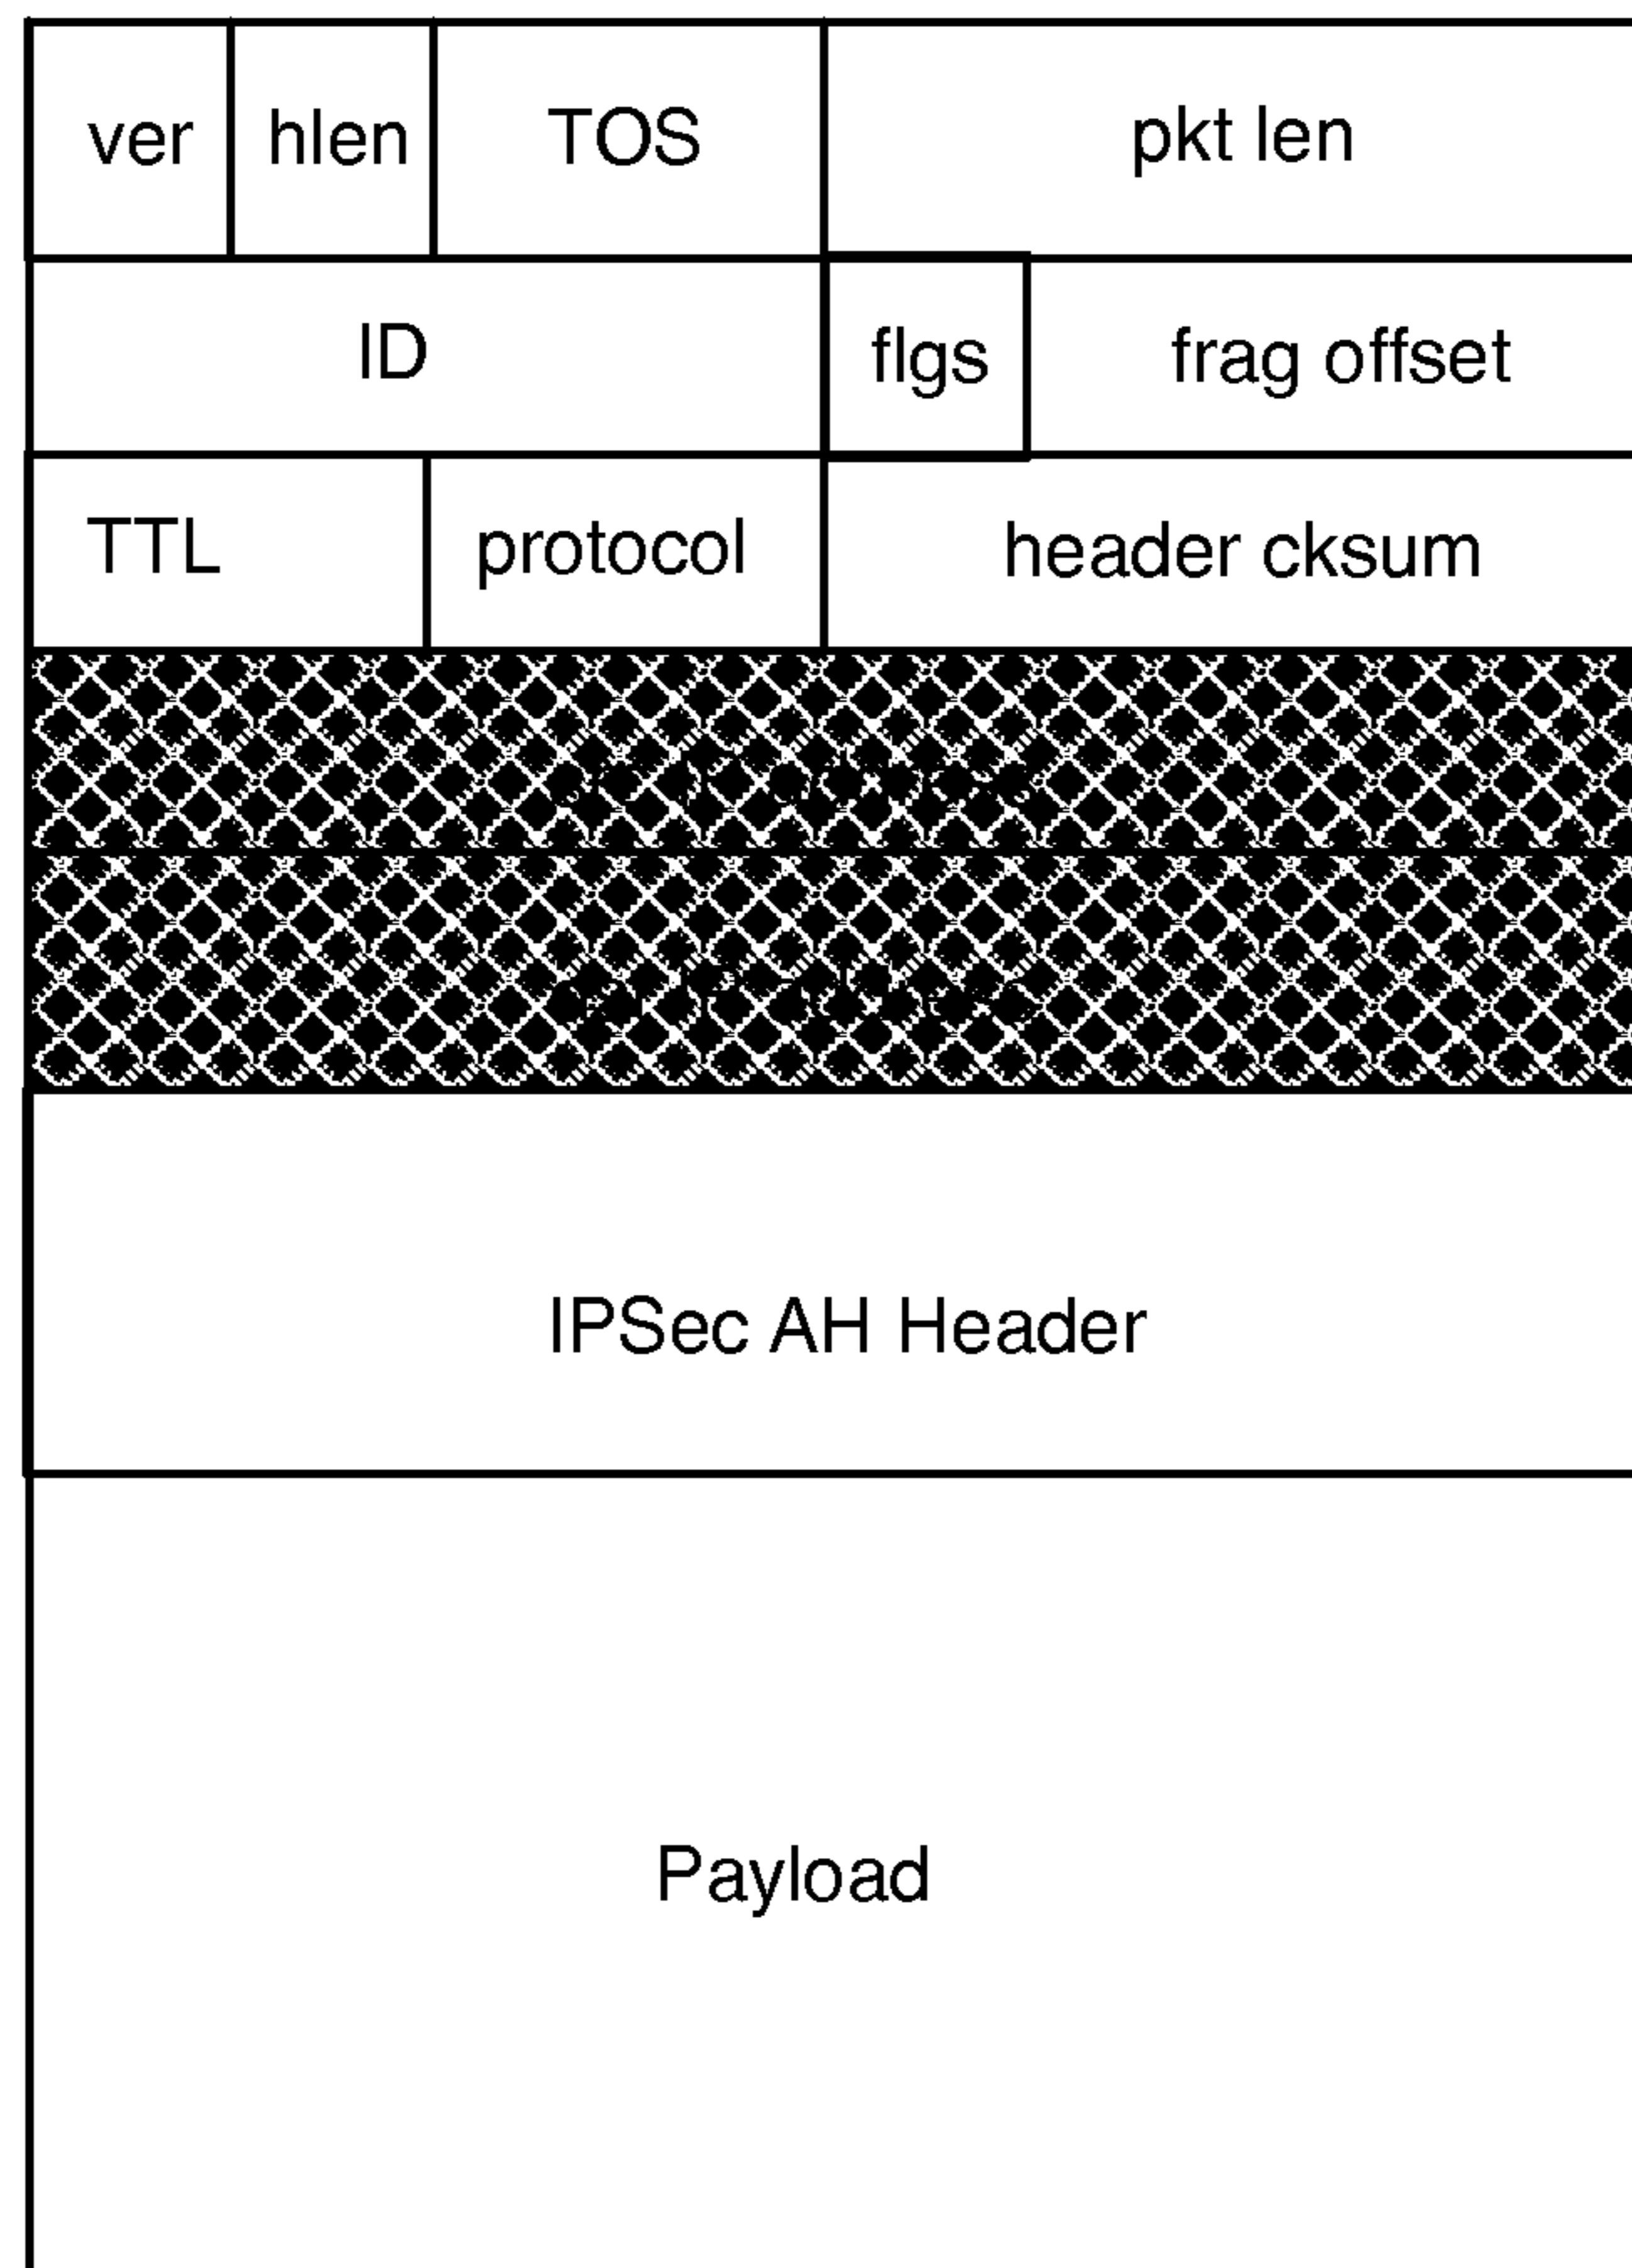 ver hlen TOS pkt len
ID flgs frag offset
TTL protocol header cksum
IPSec AH Header
Payload